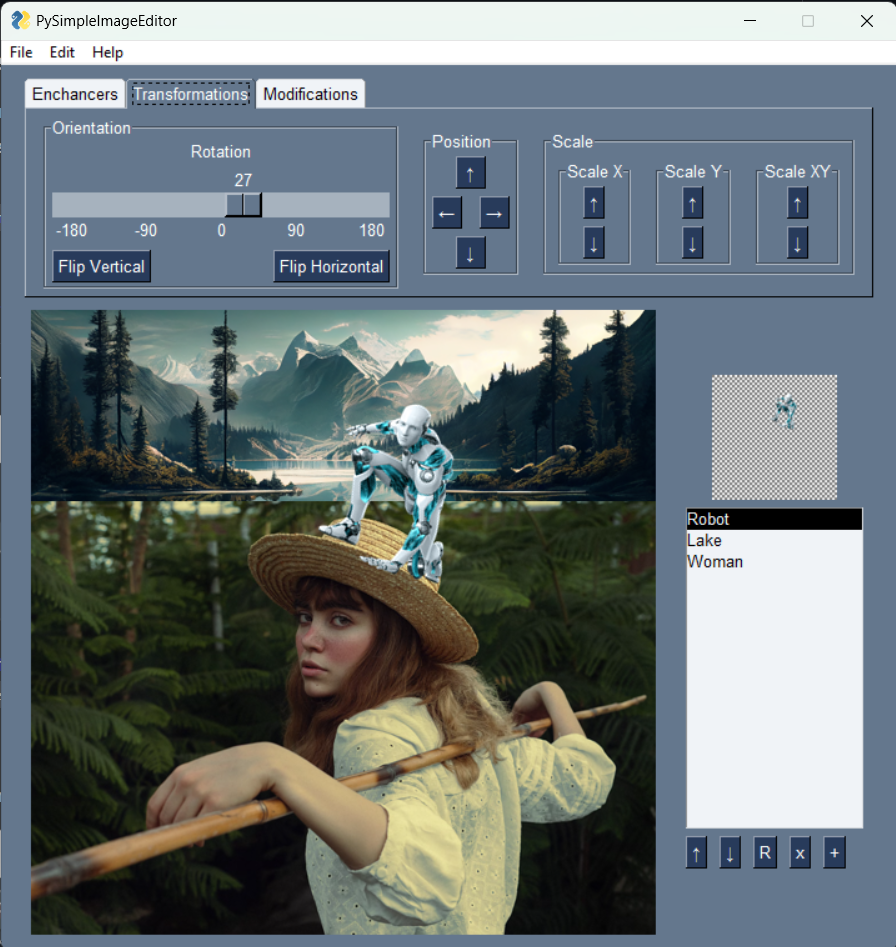 PySimpleImageEditor
File Edit Help
Enchancers Transformations Modifications
Orientation
Rotation
27
-180 -90 0 90 180
Flip Vertical Flip Horizontal
Position
↑
← →
↓
Scale
Scale X Scale Y Scale XY
↑ ↑ ↑
↓ ↓ ↓
Robot
Lake
Woman
↑ ↓ R x +